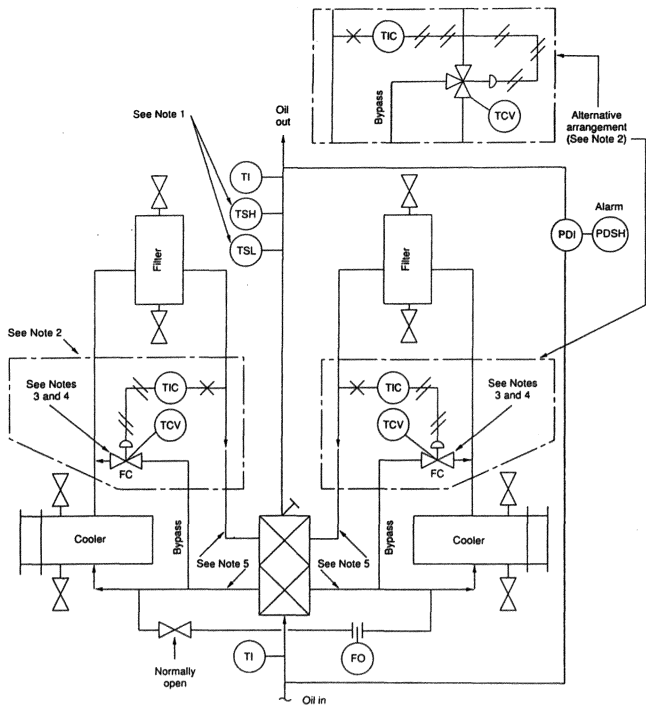 TIC
Bypass
TCV
Alternative
arrangement
(See Note 2)
See Note 1
Oil
out
TI
TSH
TSL
Alarm
PDI
PDSH
Filter
Filter
See Note 2
See Notes
3 and 4
TIC
TCV
FC
TIC
TCV
FC
See Notes
3 and 4
Cooler
Bypass
See Note 5
See Note 5
Bypass
Cooler
Normally
open
TI
FO
Oil in